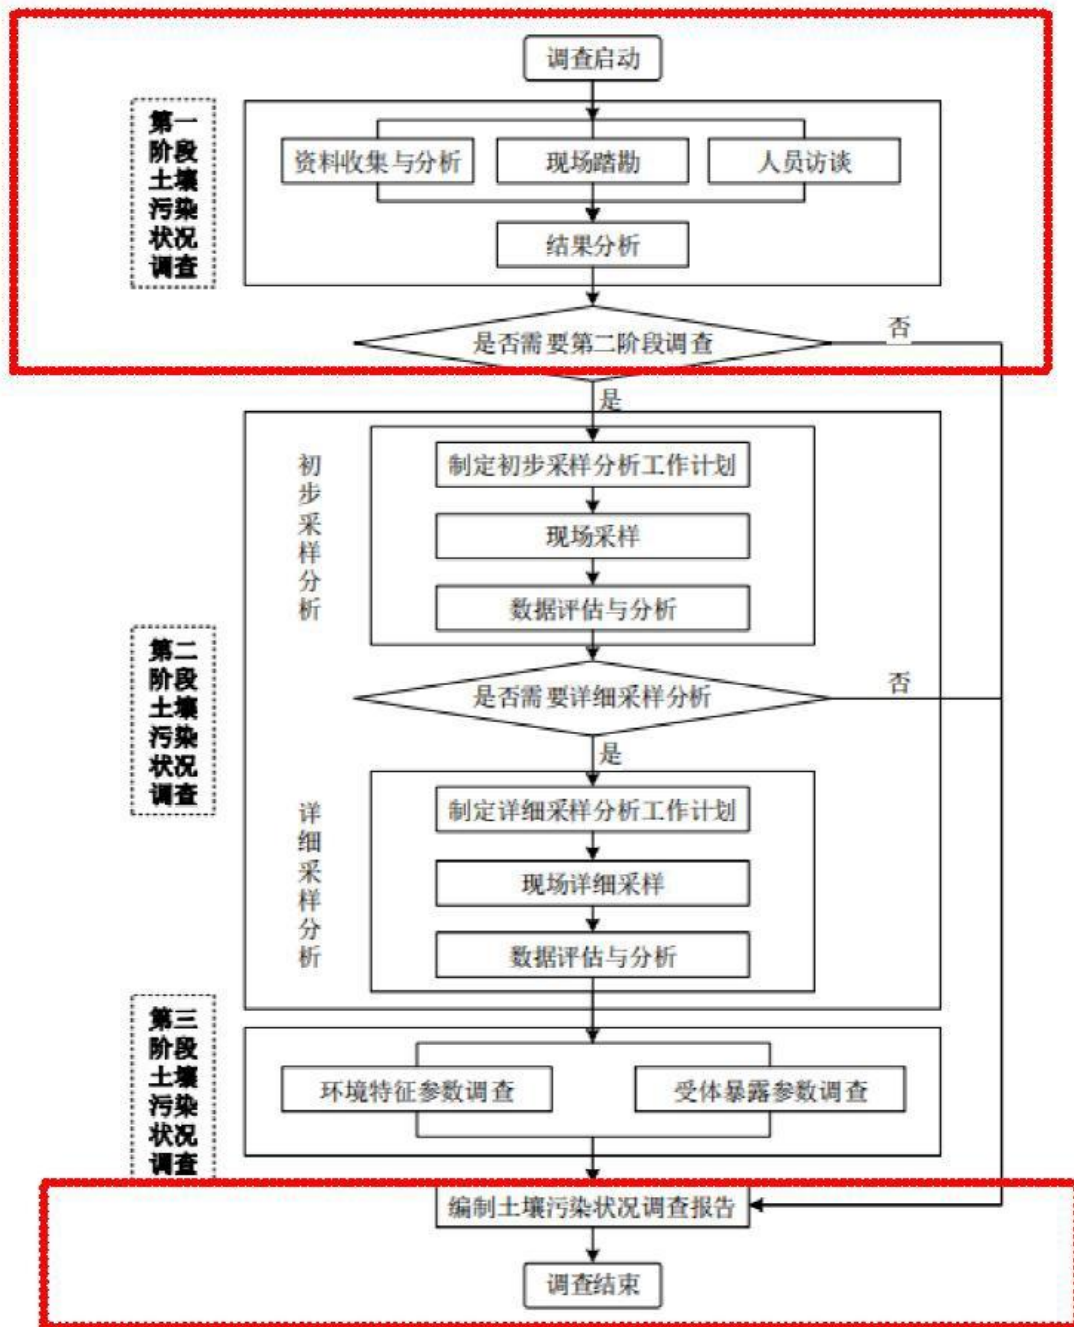 调查启动
第一
阶段
土壤
污染
状况
调查
资料收集与分析
现场踏勘
人员访谈
结果分析
是否需要第二阶段调查
否
是
初
步
采
样
分
析
制定初步采样分析工作计划
现场采样
数据评估与分析
第二
阶段
土壤
污染
状况
调查
是否需要详细采样分析
否
是
详
细
采
样
分
析
制定详细采样分析工作计划
现场详细采样
数据评估与分析
第三
阶段
土壤
污染
状况
调查
环境特征参数调查
受体暴露参数调查
编制土壤污染状况调查报告
调查结束